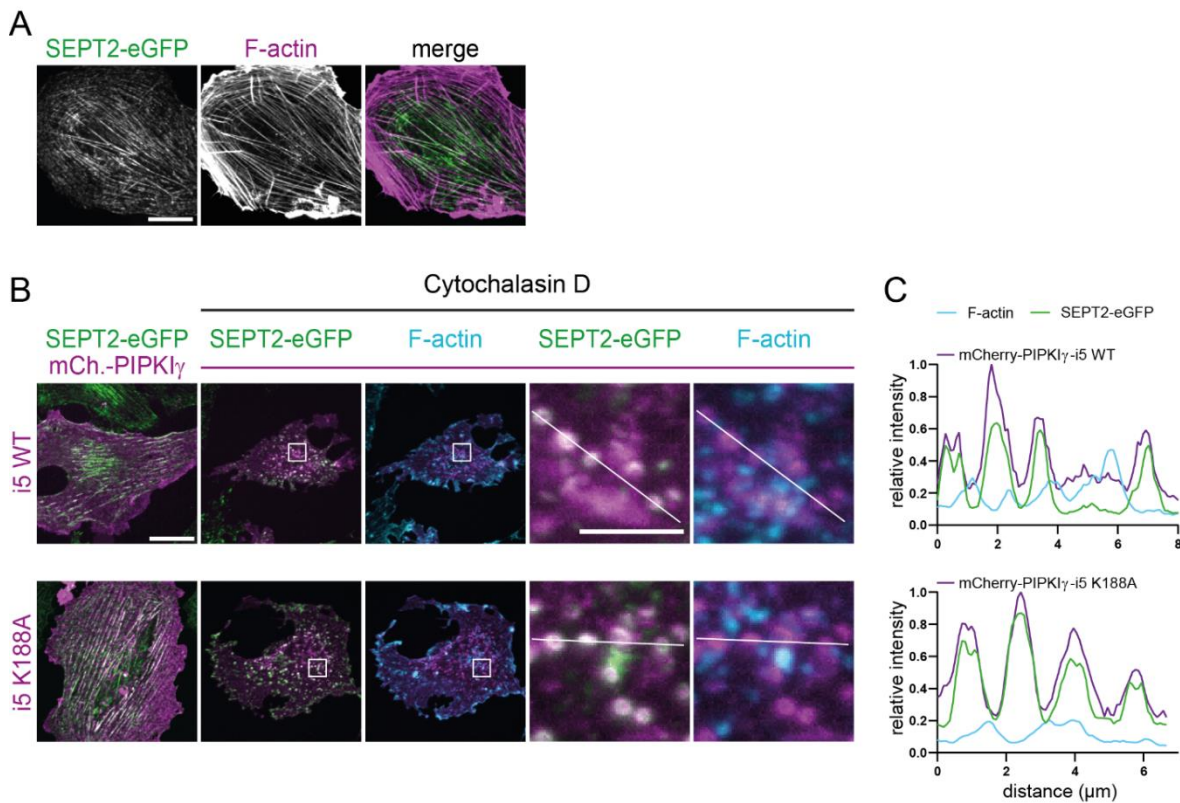 A
SEPT2-eGFP F-actin merge
B
Cytochalasin D
SEPT2-eGFP SEPT2-eGFP F-actin SEPT2-eGFP F-actin
mCh.-PIPKIγ
i5 WT
i5 K188A
C
F-actin SEPT2-eGFP
mCherry-PIPKIγ-i5 WT
relative intensity
1.0
0.8
0.6
0.4
0.2
0.0
0 2 4 6 8
mCherry-PIPKIγ-i5 K188A
relative intensity
1.0
0.8
0.6
0.4
0.2
0.0
0 2 4 6
distance (µm)